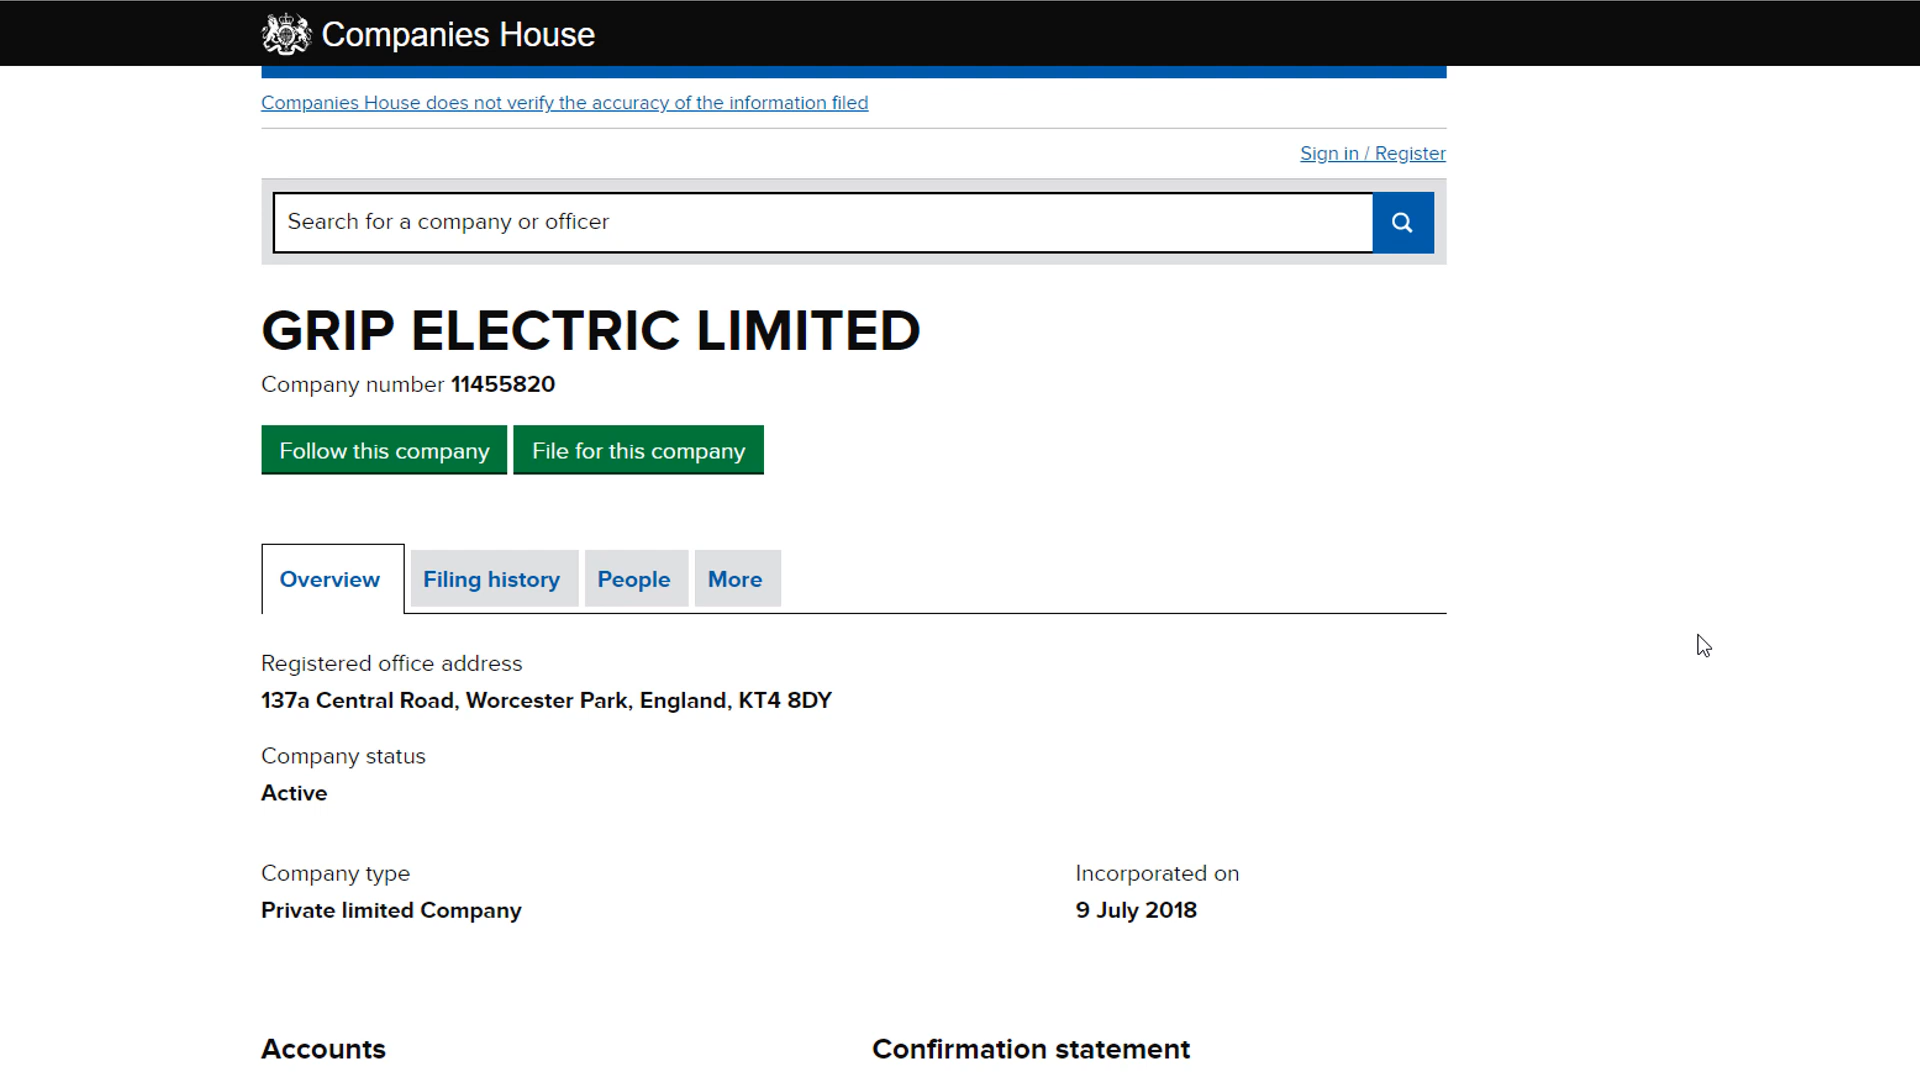 Companies House
Companies House does not verify the accuracy of the information filed
Sign in / Register
Search for a company or officer
GRIP ELECTRIC LIMITED
Company number 11455820
Follow this company File for this company
Overview Filing history People More
Registered office address
137a Central Road, Worcester Park, England, KT4 8DY
Company status
Active
Company type Incorporated on
Private limited Company 9 July 2018
Accounts Confirmation statement